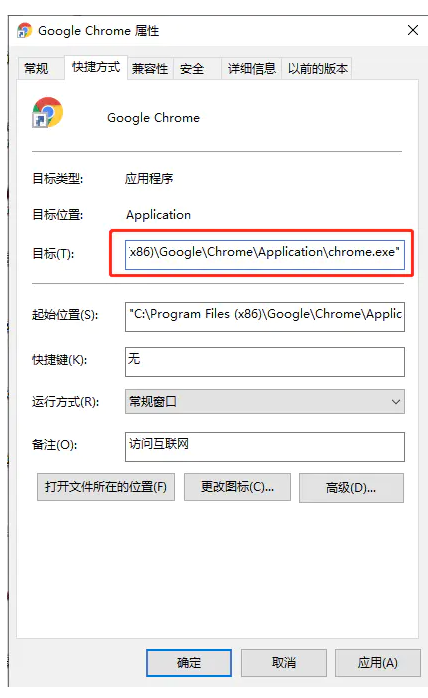 Google Chrome 属性
常规 快捷方式 兼容性 安全 详细信息 以前的版本
Google Chrome
目标类型: 应用程序
目标位置: Application
目标(T): x86)\Google\Chrome\Application\chrome.exe"
起始位置(S): "C:\Program Files (x86)\Google\Chrome\Applic
快捷键(K): 无
运行方式(R): 常规窗口
备注(O): 访问互联网
打开文件所在的位置(F) 更改图标(C)... 高级(D)...
确定 取消 应用(A)